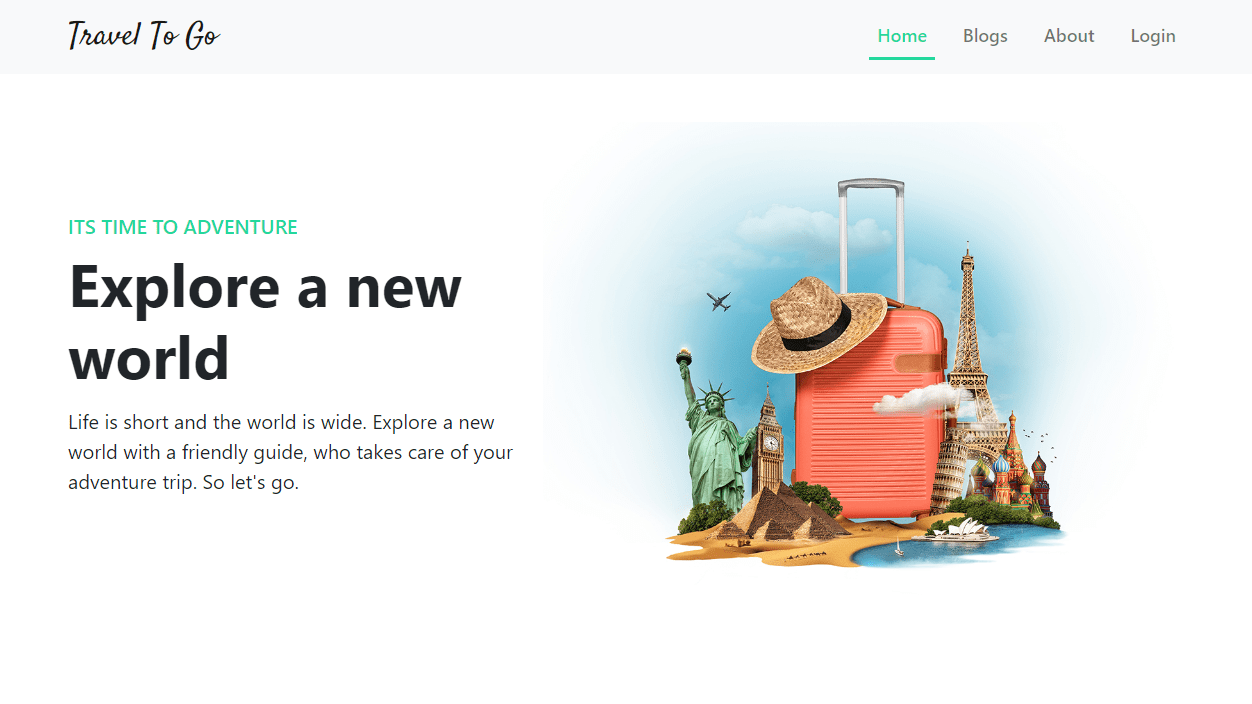 Travel To Go
Home Blogs About Login
ITS TIME TO ADVENTURE
Explore a new
world
Life is short and the world is wide. Explore a new
world with a friendly guide, who takes care of your
adventure trip. So let's go.